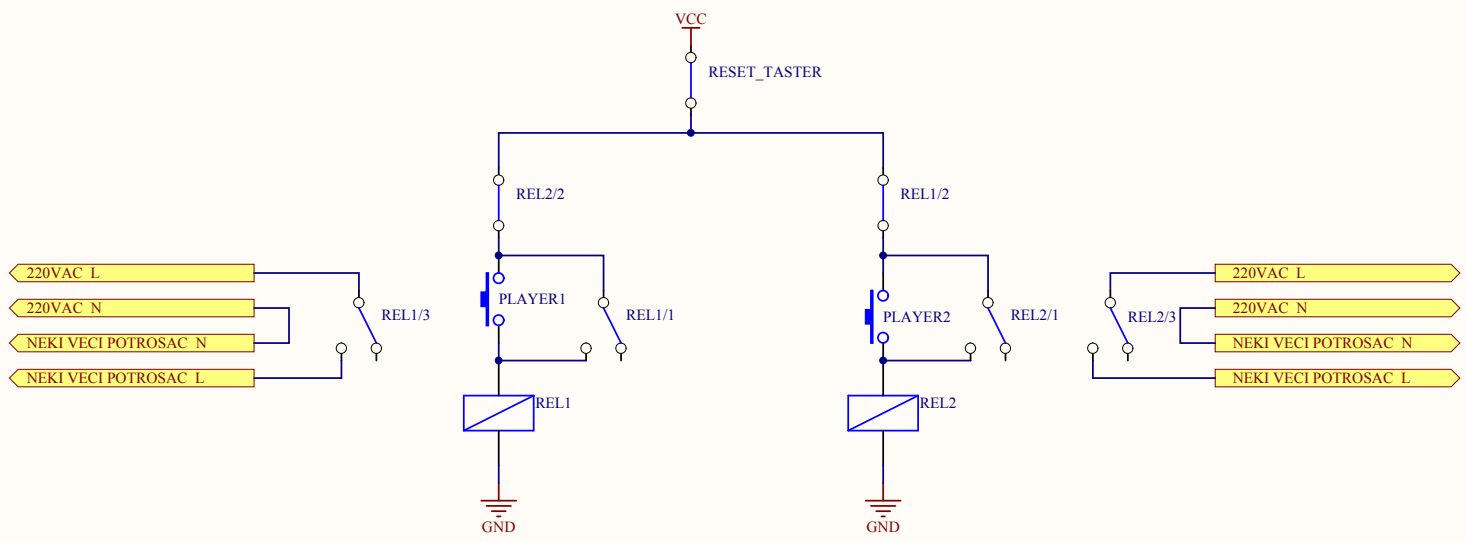 VCC
RESET_TASTER
REL2/2
REL1/2
220VAC L
220VAC N
NEKI VECI POTROSAC N
NEKI VECI POTROSAC L
REL1/3
PLAYER1
REL1/1
REL1
GND
PLAYER2
REL2/1
REL2
GND
REL2/3
220VAC L
220VAC N
NEKI VECI POTROSAC N
NEKI VECI POTROSAC L